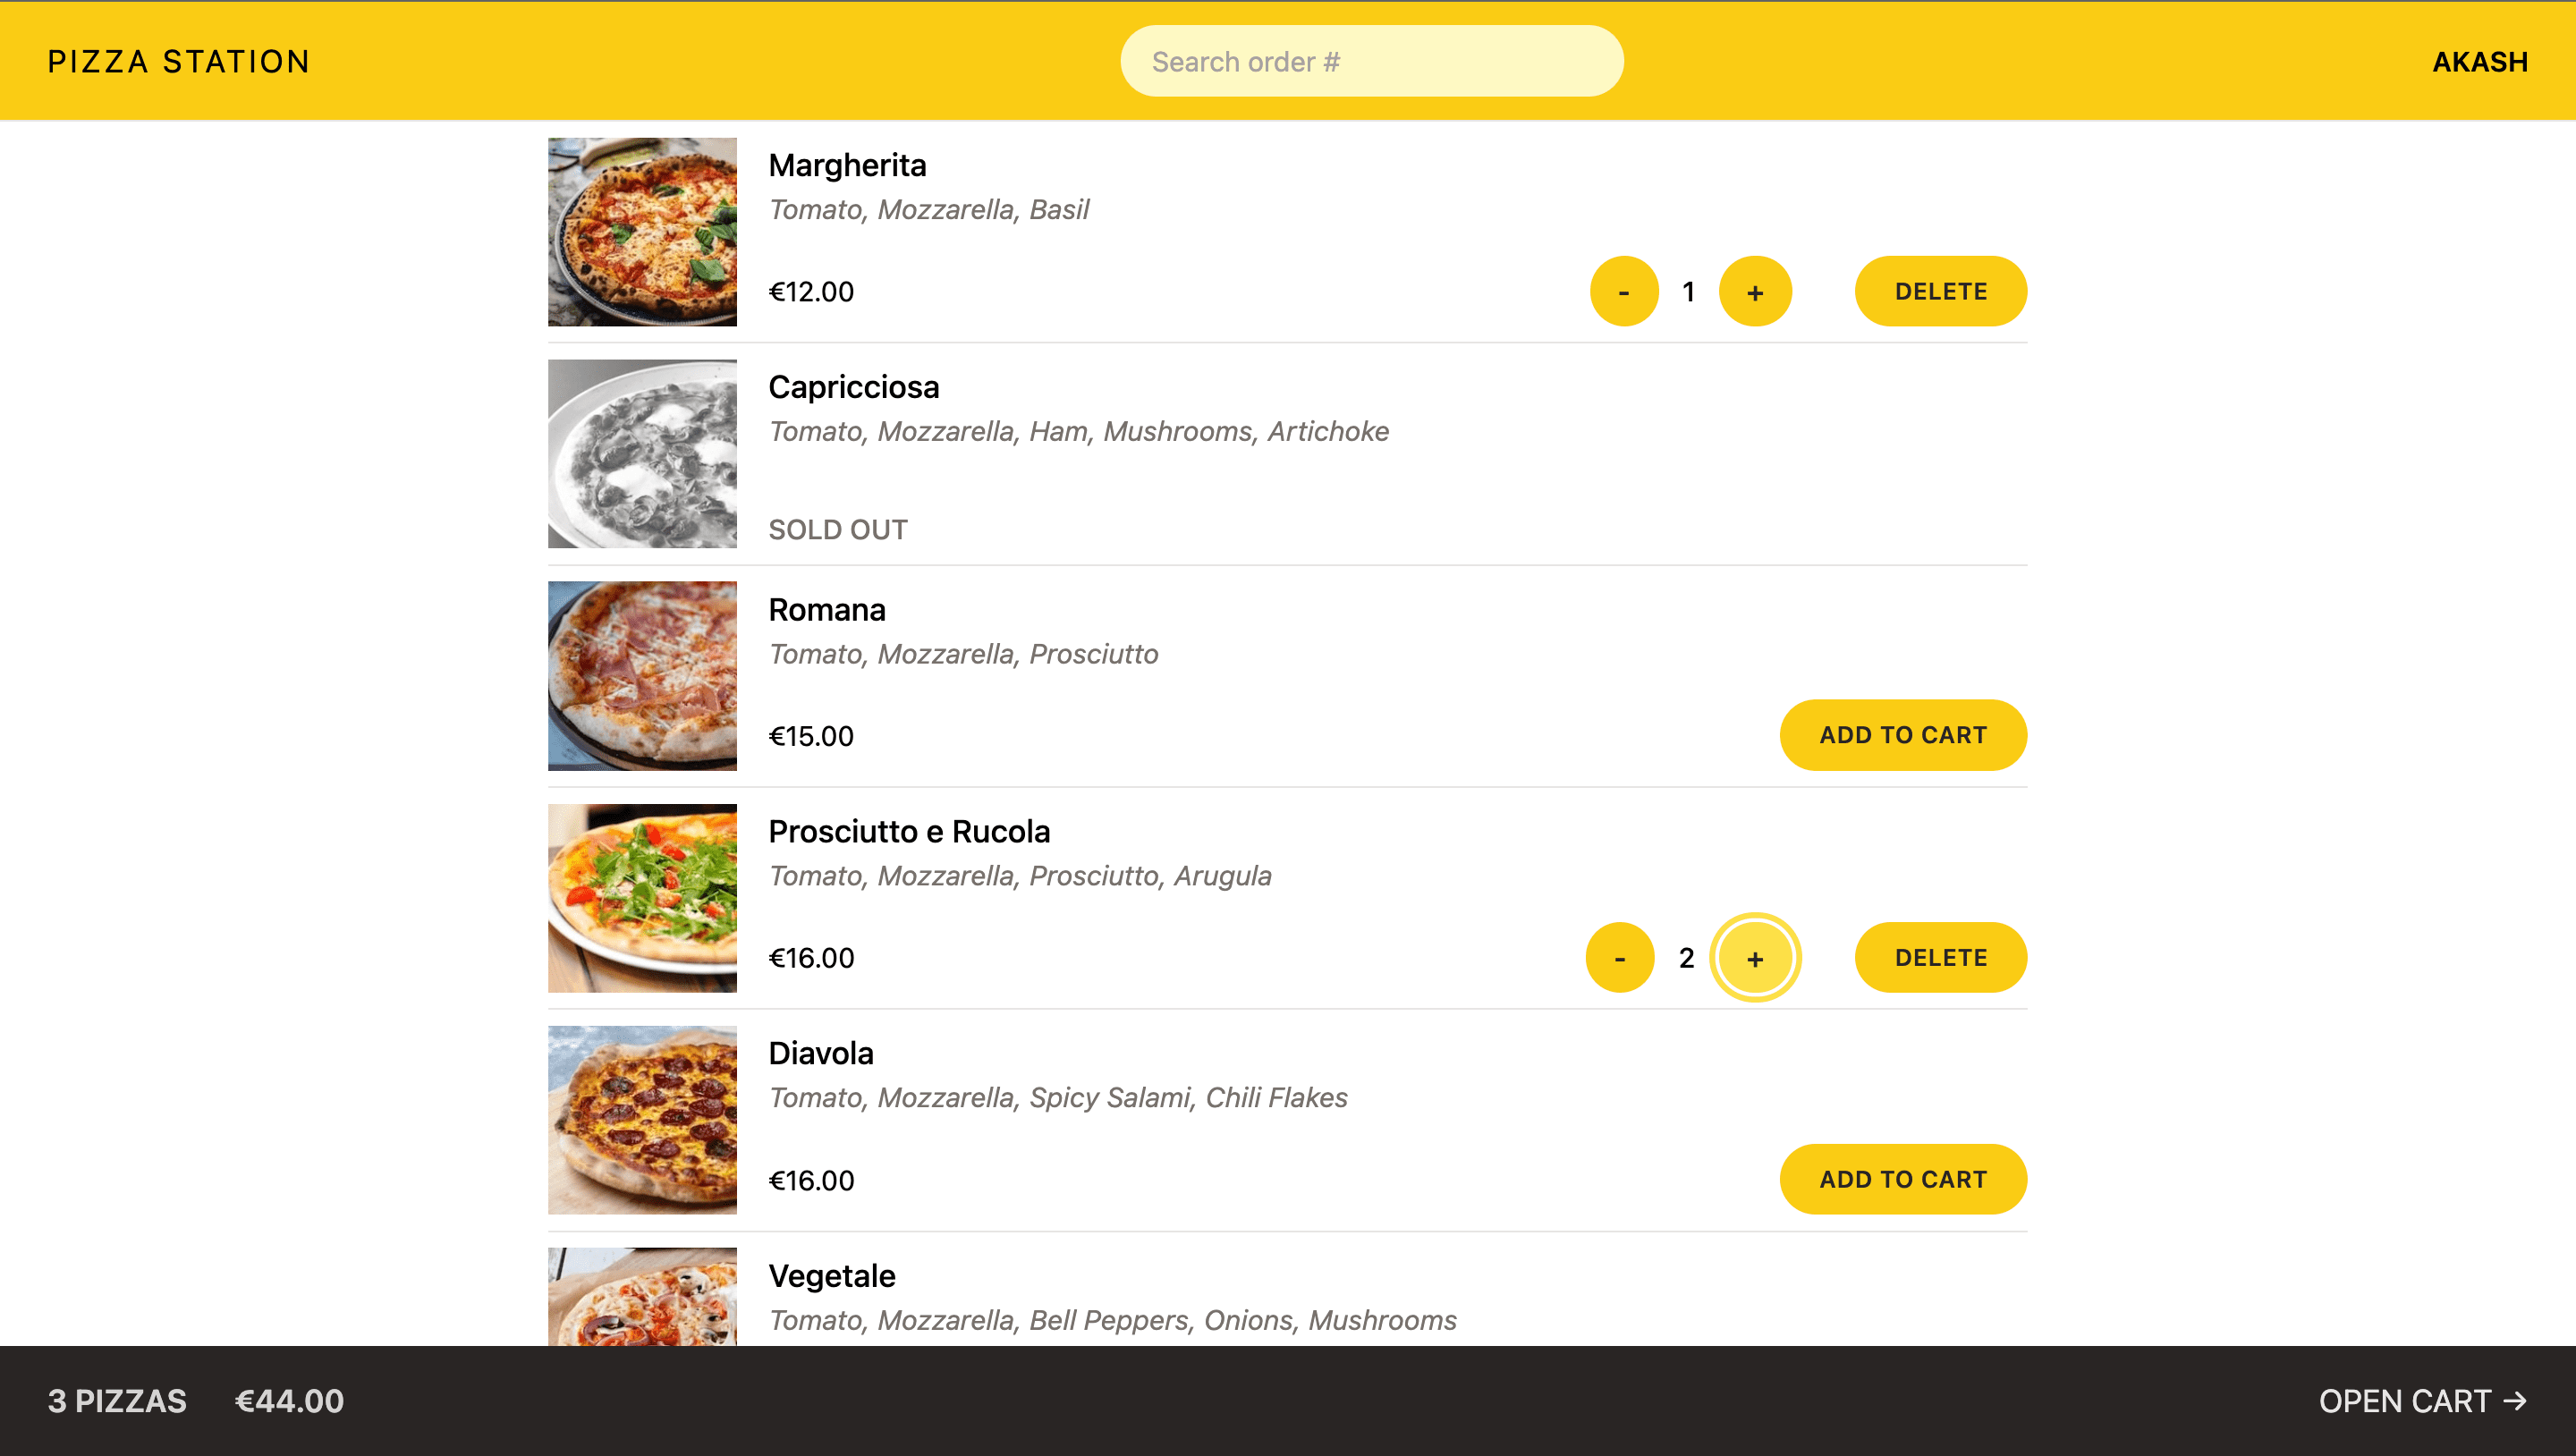 PIZZA STATION
Search order #
AKASH
Margherita
Tomato, Mozzarella, Basil
€12.00
- 1 + DELETE
Capricciosa
Tomato, Mozzarella, Ham, Mushrooms, Artichoke
SOLD OUT
Romana
Tomato, Mozzarella, Prosciutto
€15.00
ADD TO CART
Prosciutto e Rucola
Tomato, Mozzarella, Prosciutto, Arugula
€16.00
- 2 + DELETE
Diavola
Tomato, Mozzarella, Spicy Salami, Chili Flakes
€16.00
ADD TO CART
Vegetale
Tomato, Mozzarella, Bell Peppers, Onions, Mushrooms
3 PIZZAS €44.00
OPEN CART →